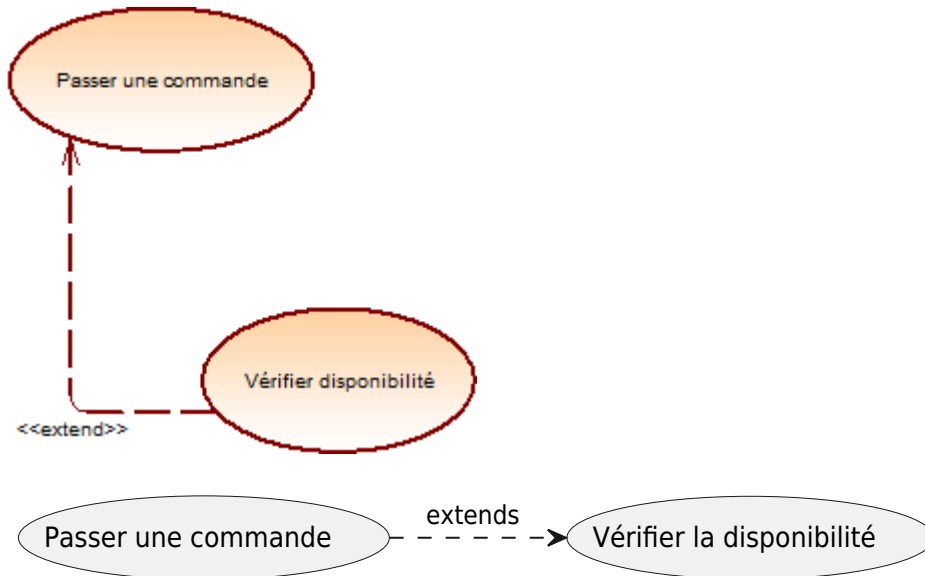 Passer une commande
Vérifier disponibilité
<<extend>>
extends
Passer une commande
Vérifier la disponibilité